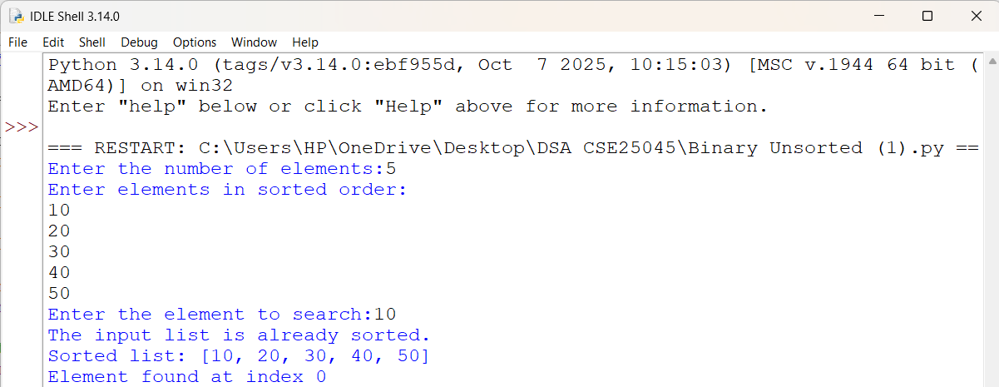 IDLE Shell 3.14.0
File Edit Shell Debug Options Window Help
Python 3.14.0 (tags/v3.14.0:ebf955d, Oct  7 2025, 10:15:03) [MSC v.1944 64 bit (
AMD64)] on win32
Enter "help" below or click "Help" above for more information.
>>>
=== RESTART: C:\Users\HP\OneDrive\Desktop\DSA CSE25045\Binary Unsorted (1).py ==
Enter the number of elements:5
Enter elements in sorted order:
10
20
30
40
50
Enter the element to search:10
The input list is already sorted.
Sorted list: [10, 20, 30, 40, 50]
Element found at index 0